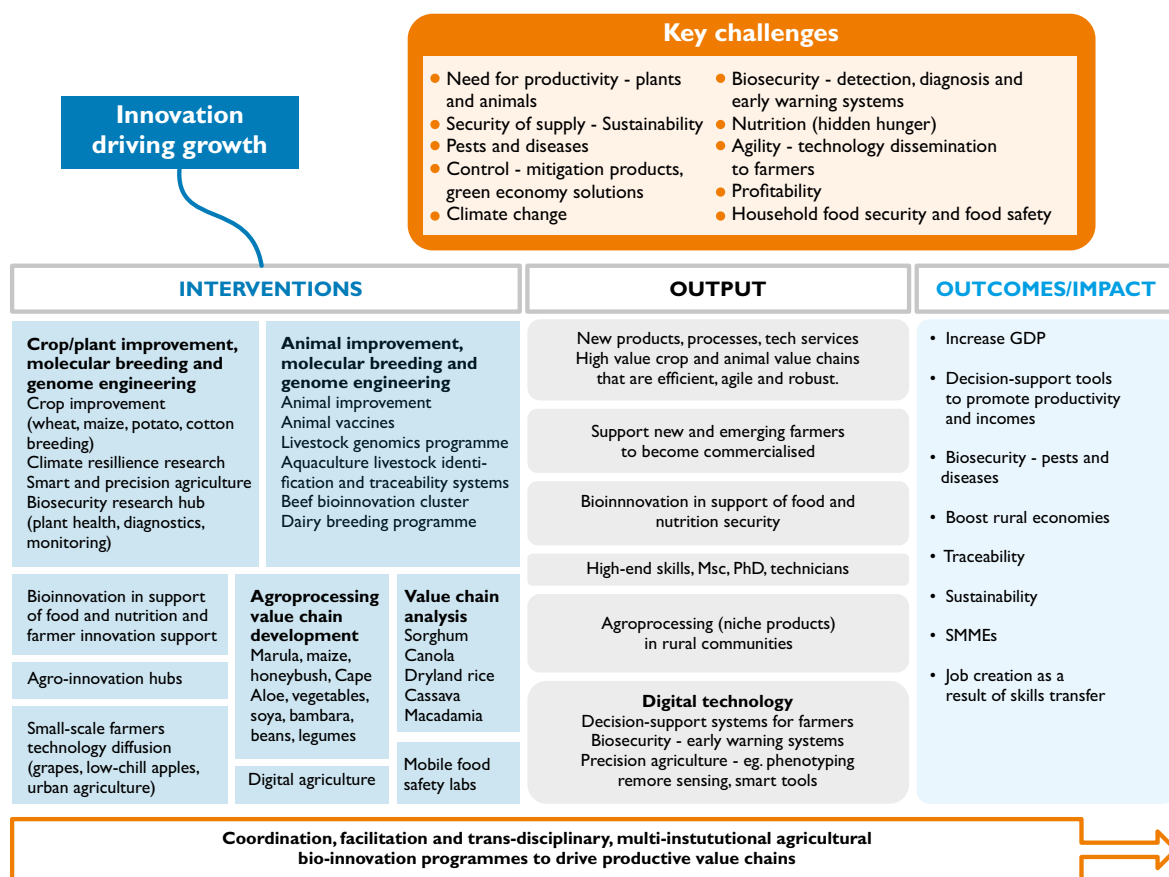 Key challenges
Need for productivity - plants
and animals
Security of supply - Sustainability
Pests and diseases
Control - mitigation products,
green economy solutions
Climate change
Biosecurity - detection, diagnosis and
early warning systems
Nutrition (hidden hunger)
Agility - technology dissemination
to farmers
Profitability
Household food security and food safety
Innovation
driving growth
INTERVENTIONS
Crop/plant improvement,
molecular breeding and
genome engineering
Crop improvement
(wheat, maize, potato, cotton
breeding)
Climate resillience research
Smart and precision agriculture
Biosecurity research hub
(plant health, diagnostics,
monitoring)
Animal improvement,
molecular breeding and
genome engineering
Animal improvement
Animal vaccines
Livestock genomics programme
Aquaculture livestock identi-
fication and traceability systems
Beef bioinnovation cluster
Dairy breeding programme
Bioinnovation in support
of food and nutrition and
farmer innovation support
Agro-innovation hubs
Small-scale farmers
technology diffusion
(grapes, low-chill apples,
urban agriculture)
Agroprocessing
value chain
development
Marula, maize,
honeybush, Cape
Aloe, vegetables,
soya, bambara,
beans, legumes
Digital agriculture
Value chain
analysis
Sorghum
Canola
Dryland rice
Cassava
Macadamia
Mobile food
safety labs
OUTPUT
New products, processes, tech services
High value crop and animal value chains
that are efficient, agile and robust.
Support new and emerging farmers
to become commercialised
Bioinnnovation in support of food and
nutrition security
High-end skills, Msc, PhD, technicians
Agroprocessing (niche products)
in rural communities
Digital technology
Decision-support systems for farmers
Biosecurity - early warning systems
Precision agriculture - eg. phenotyping
remore sensing, smart tools
OUTCOMES/IMPACT
• Increase GDP
• Decision-support tools
to promote productivity
and incomes
• Biosecurity - pests and
diseases
• Boost rural economies
• Traceability
• Sustainability
• SMMEs
• Job creation as a
result of skills transfer
Coordination, facilitation and trans-disciplinary, multi-instutututional agricultural
bio-innovation programmes to drive productive value chains